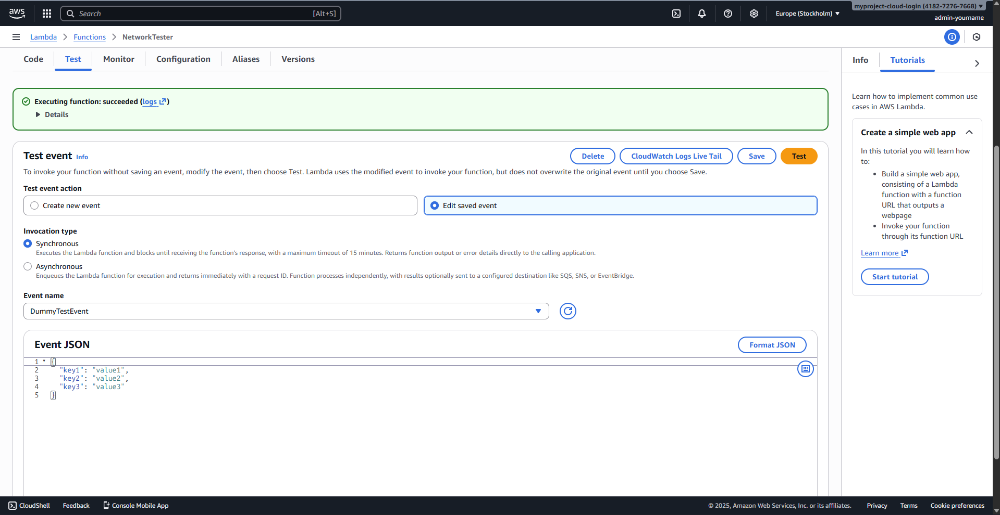 aws
Search [Alt+S]
Europe (Stockholm)
myproject-cloud-login (4182-7276-7668)
admin-yourname
Lambda
Functions
NetworkTester
Code
Test
Monitor
Configuration
Aliases
Versions
Executing function: succeeded (logs)
Details
Test event Info
Delete
CloudWatch Logs Live Tail
Save
Test
To invoke your function without saving an event, modify the event, then choose Test. Lambda uses the modified event to invoke your function, but does not overwrite the original event until you choose Save.
Test event action
Create new event
Edit saved event
Invocation type
Synchronous
Executes the Lambda function and blocks until receiving the function's response, with a maximum timeout of 15 minutes. Returns function output or error details directly to the calling application.
Asynchronous
Enqueues the Lambda function for execution and returns immediately with a request ID. Function processes independently, with results optionally sent to a configured destination like SQS, SNS, or EventBridge.
Event name
DummyTestEvent
Event JSON
Format JSON
1 {
2 "key1": "value1",
3 "key2": "value2",
4 "key3": "value3"
5 }
Info
Tutorials
Learn how to implement common use
cases in AWS Lambda.
Create a simple web app
In this tutorial you will learn how
to:
• Build a simple web app,
consisting of a Lambda
function with a function
URL that outputs a
webpage
• Invoke your function
through its function URL
Learn more
Start tutorial
CloudShell
Feedback
Console Mobile App
© 2025, Amazon Web Services, Inc. or its affiliates.
Privacy
Terms
Cookie preferences